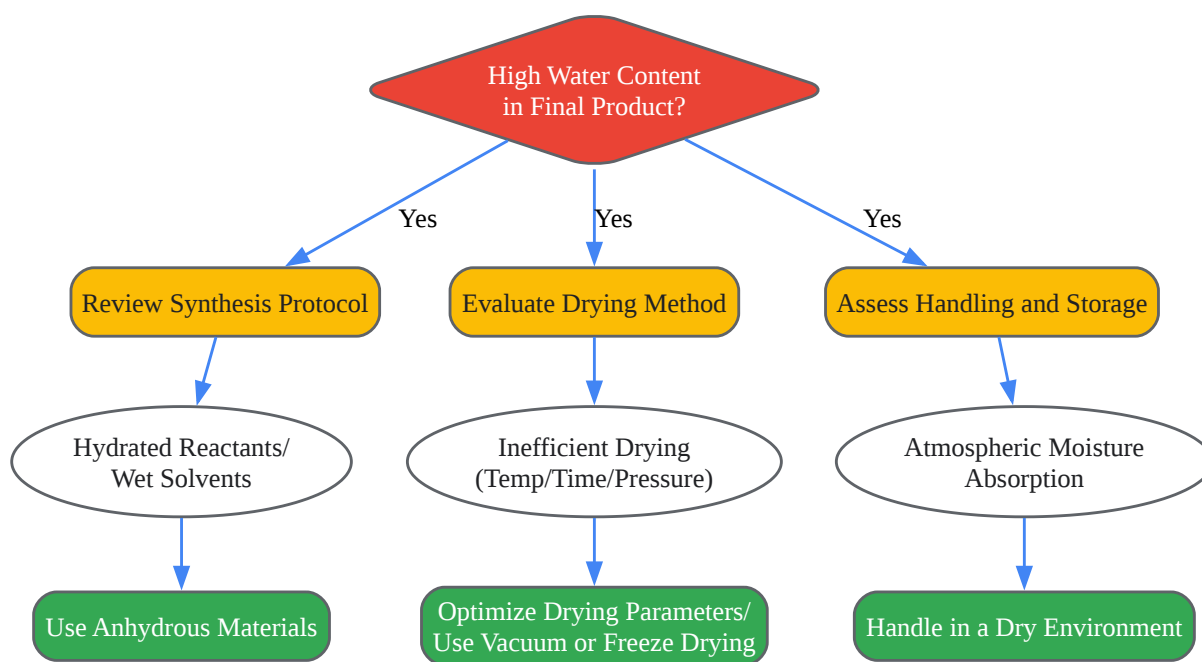 High Water Content
in Final Product?
Yes
Yes
Yes
Review Synthesis Protocol
Evaluate Drying Method
Assess Handling and Storage
Hydrated Reactants/
Wet Solvents
Inefficient Drying
(Temp/Time/Pressure)
Atmospheric Moisture
Absorption
Use Anhydrous Materials
Optimize Drying Parameters/
Use Vacuum or Freeze Drying
Handle in a Dry Environment